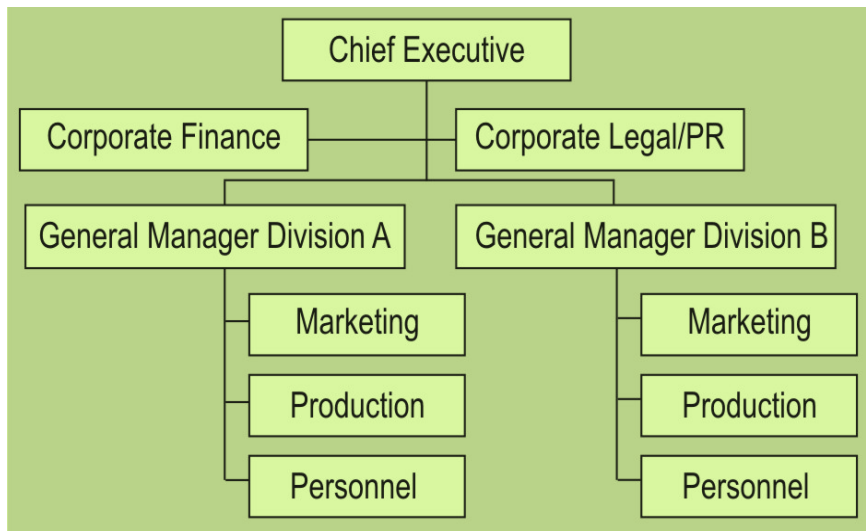 Chief Executive
Corporate Finance
Corporate Legal/PR
General Manager Division A
General Manager Division B
Marketing
Marketing
Production
Production
Personnel
Personnel